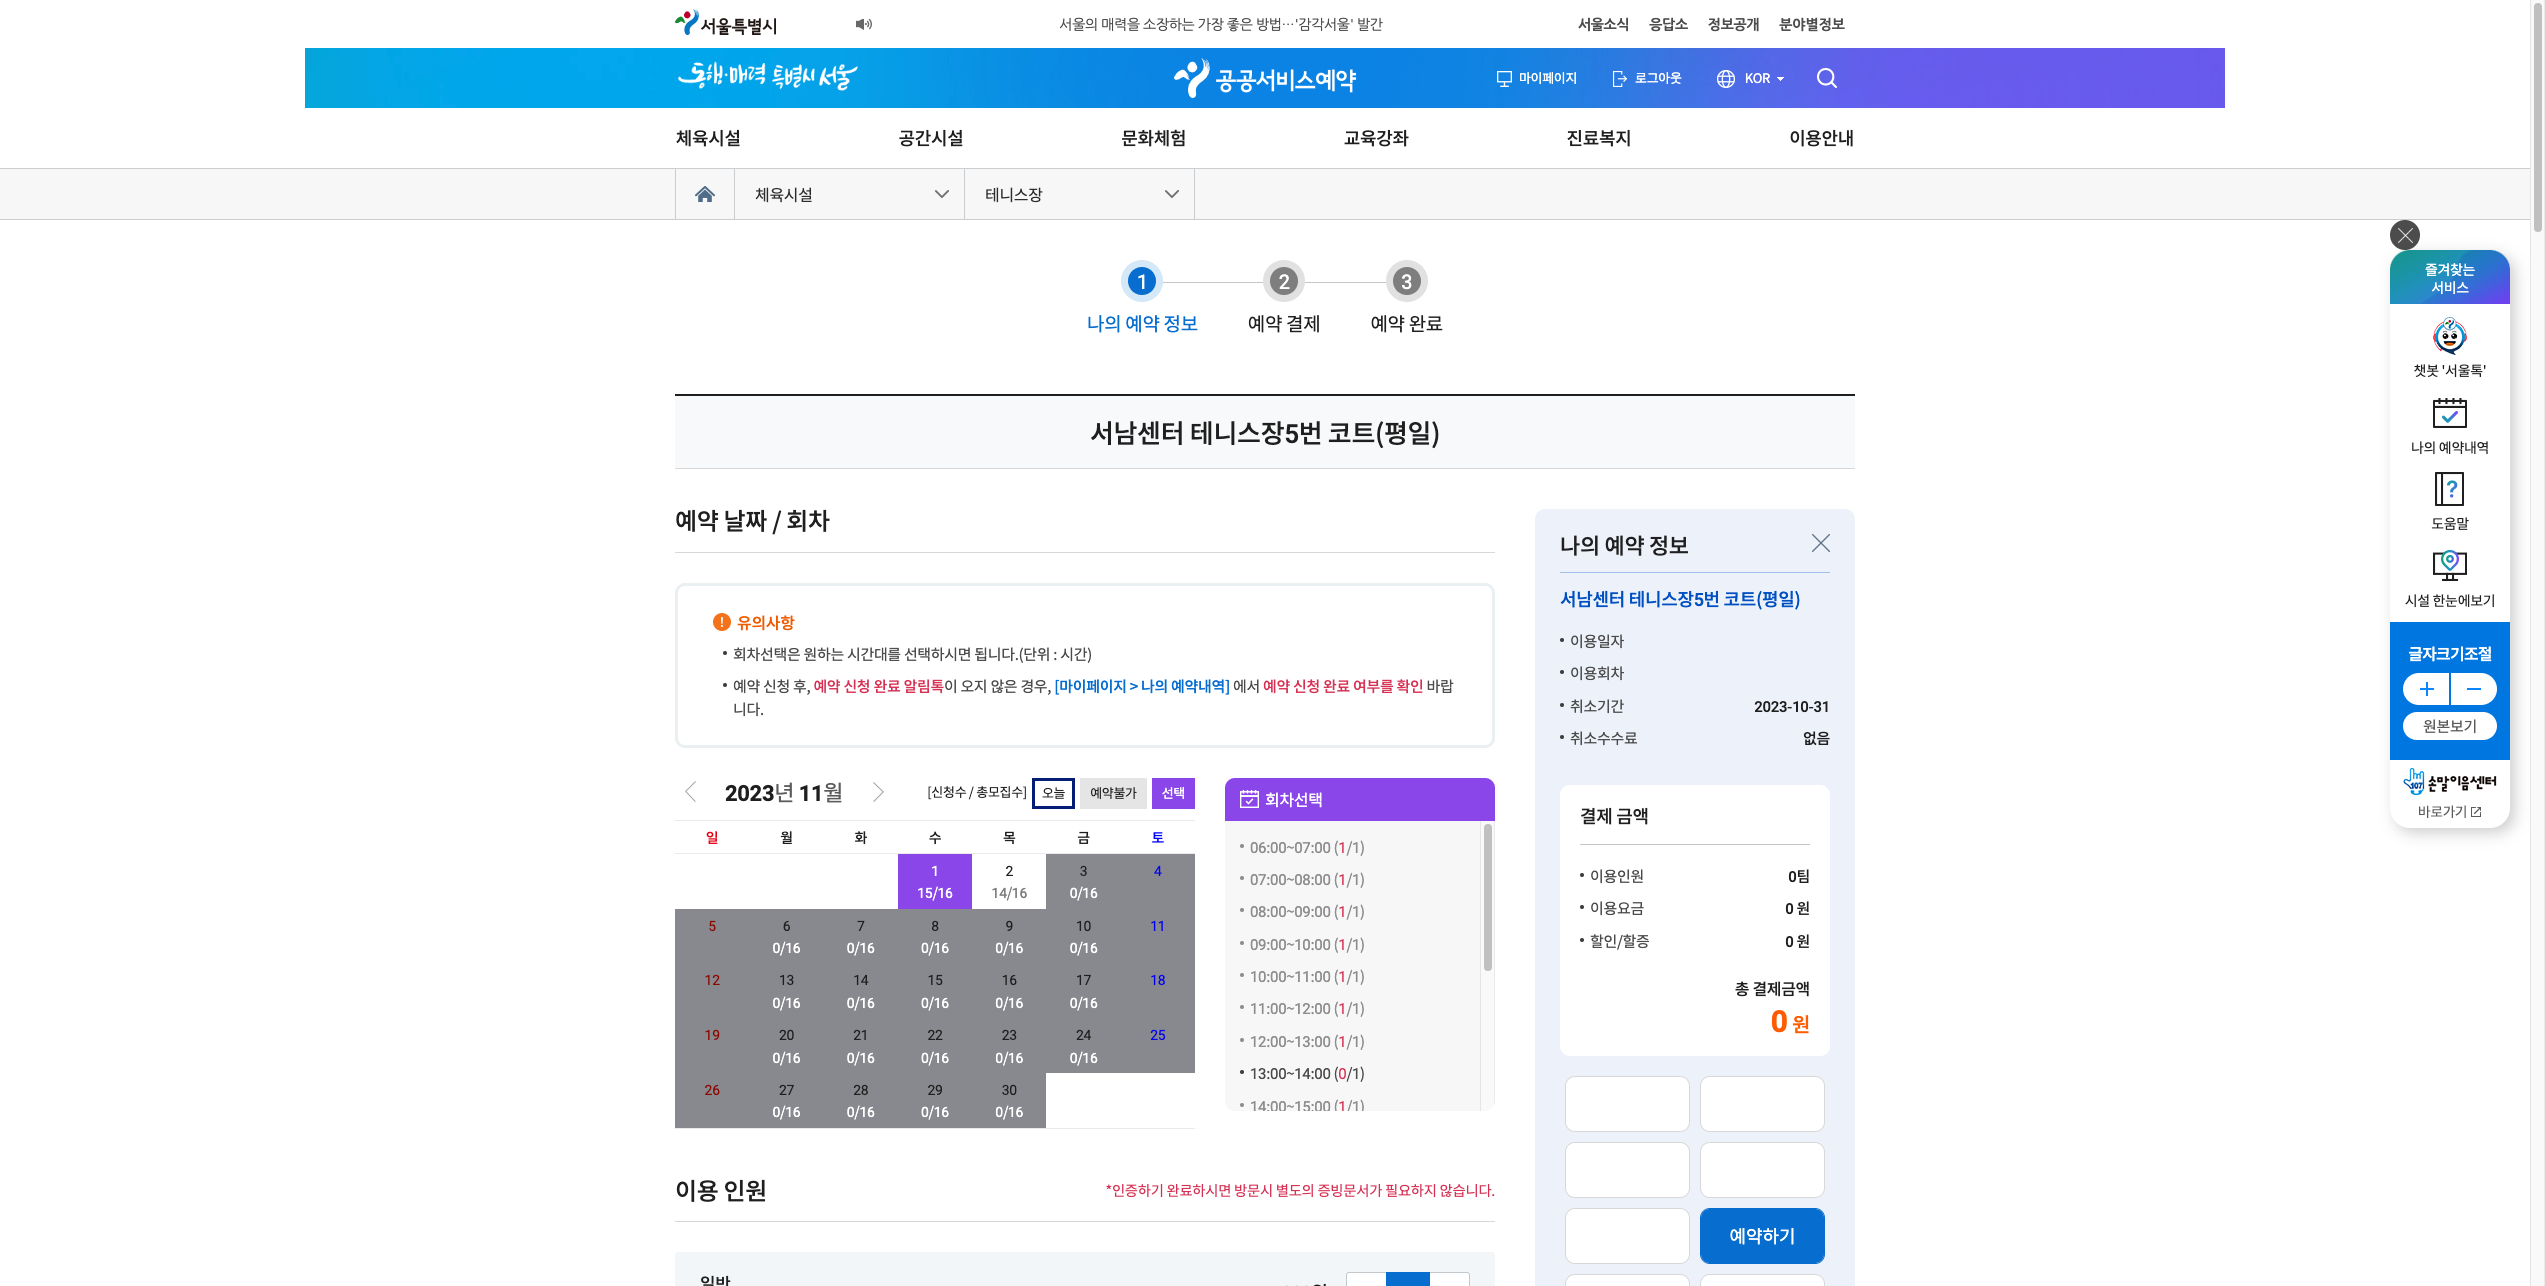 서울특별시
서울의 매력을 소장하는 가장 좋은 방법…'감각서울' 발간
서울소식 응답소 정보공개 분야별정보
동행·매력 특별시 서울
공공서비스예약
마이페이지 로그아웃 KOR
체육시설 공간시설 문화체험 교육강좌 진료복지 이용안내
체육시설 테니스장
1 2 3
나의 예약 정보 예약 결제 예약 완료
서남센터 테니스장5번 코트(평일)
예약 날짜 / 회차
유의사항
회차선택은 원하는 시간대를 선택하시면 됩니다.(단위 : 시간)
예약 신청 후, 예약 신청 완료 알림톡이 오지 않은 경우, [마이페이지 > 나의 예약내역] 에서 예약 신청 완료 여부를 확인 바랍
니다.
2023년 11월
[신청수 / 총모집수] 오늘 예약불가 선택
일 월 화 수 목 금 토
1 2 3 4
15/16 14/16 0/16
5 6 7 8 9 10 11
0/16 0/16 0/16 0/16 0/16
12 13 14 15 16 17 18
0/16 0/16 0/16 0/16 0/16
19 20 21 22 23 24 25
0/16 0/16 0/16 0/16 0/16
26 27 28 29 30
0/16 0/16 0/16 0/16
회차선택
06:00~07:00 (1/1)
07:00~08:00 (1/1)
08:00~09:00 (1/1)
09:00~10:00 (1/1)
10:00~11:00 (1/1)
11:00~12:00 (1/1)
12:00~13:00 (1/1)
13:00~14:00 (0/1)
14:00~15:00 (1/1)
이용 인원
*인증하기 완료하시면 방문시 별도의 증빙문서가 필요하지 않습니다.
일반
나의 예약 정보
서남센터 테니스장5번 코트(평일)
이용일자
이용회차
취소기간 2023-10-31
취소수수료 없음
결제 금액
이용인원 0팀
이용요금 0 원
할인/할증 0 원
총 결제금액
0 원
예약하기
즐겨찾는
서비스
챗봇 '서울톡'
나의 예약내역
도움말
시설 한눈에보기
글자크기조절
원본보기
107 손말이음센터
바로가기